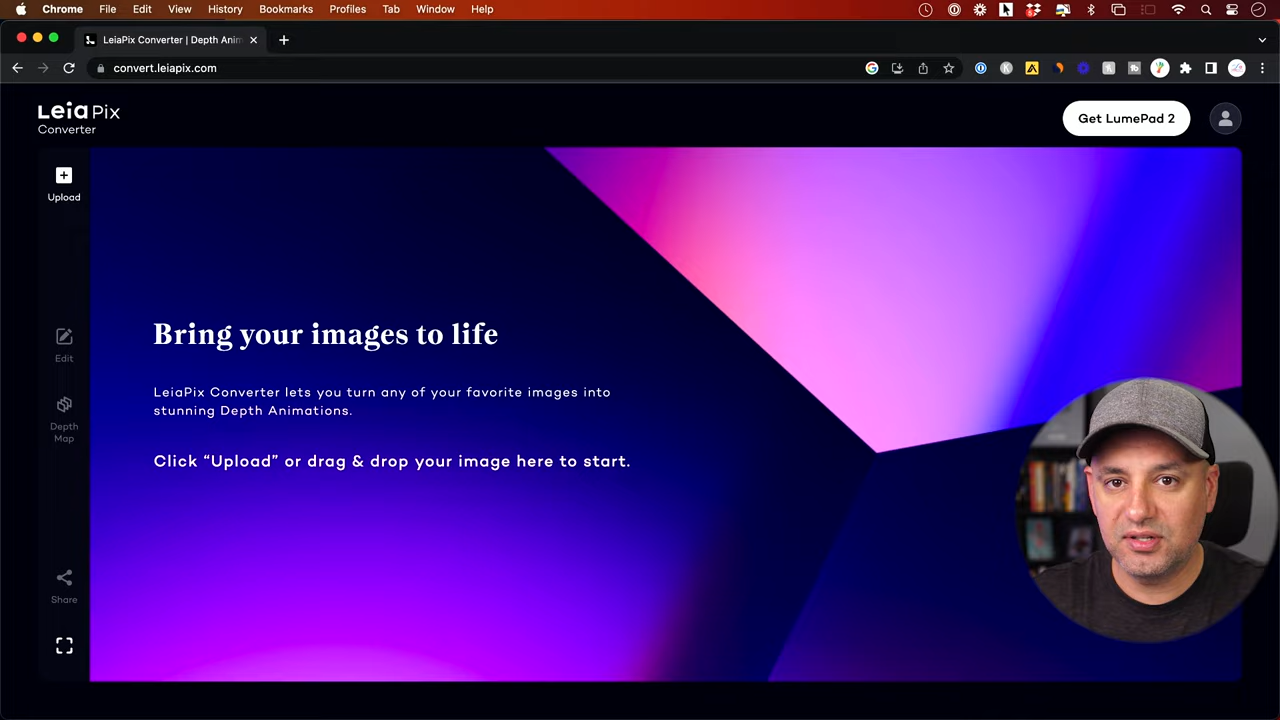 Chrome File Edit View History Bookmarks Profiles Tab Window Help
LeiaPix Converter | Depth Anim
convert.leiapix.com
Leia Pix
Converter
Get LumePad 2
Upload
Edit
Depth
Map
Share
Bring your images to life
LeiaPix Converter lets you turn any of your favorite images into
stunning Depth Animations.
Click “Upload” or drag & drop your image here to start.